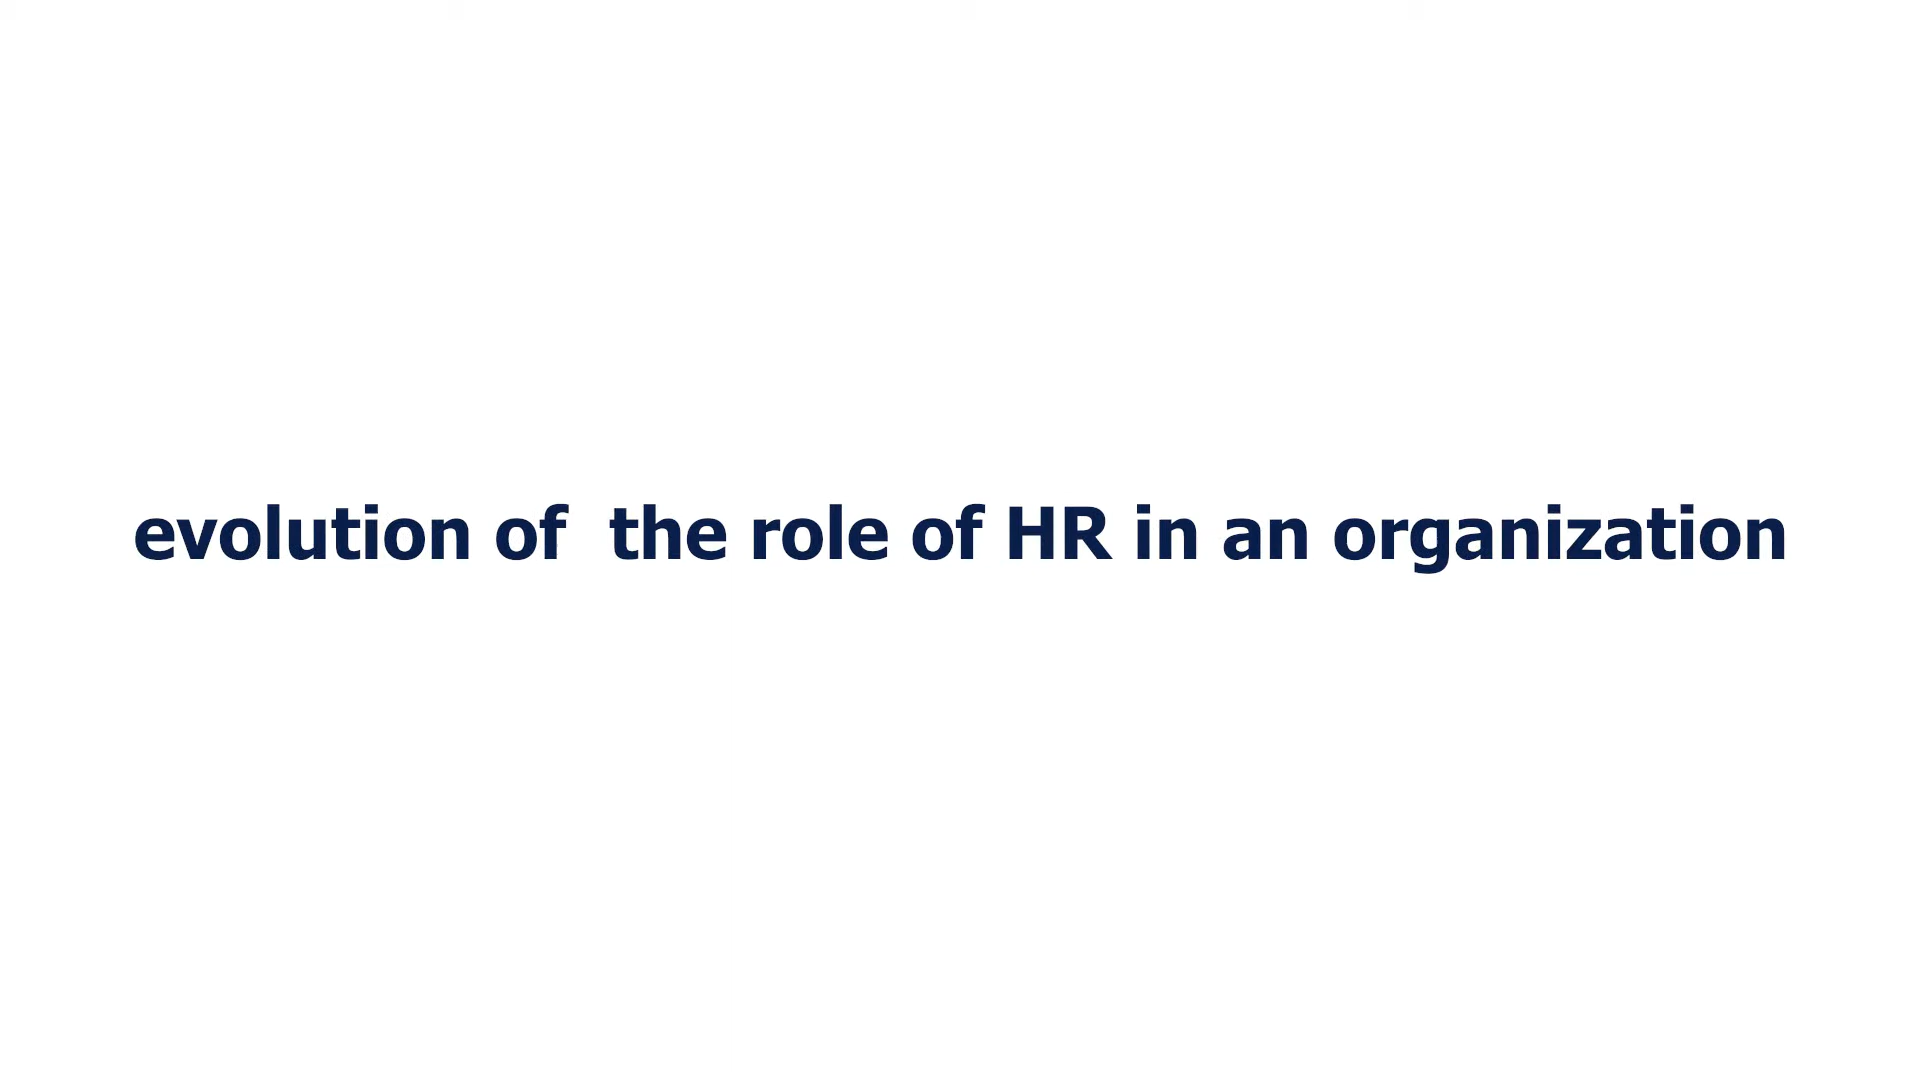 evolution of  the role of HR in an organization